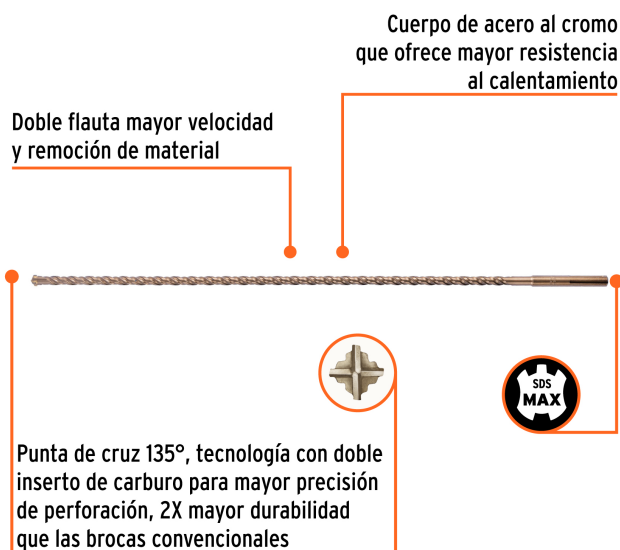 Cuerpo de acero al cromo
que ofrece mayor resistencia
al calentamiento
Doble flauta mayor velocidad
y remoción de material
SDS
MAX
Punta de cruz 135°, tecnología con doble
inserto de carburo para mayor precisión
de perforación, 2X mayor durabilidad
que las brocas convencionales